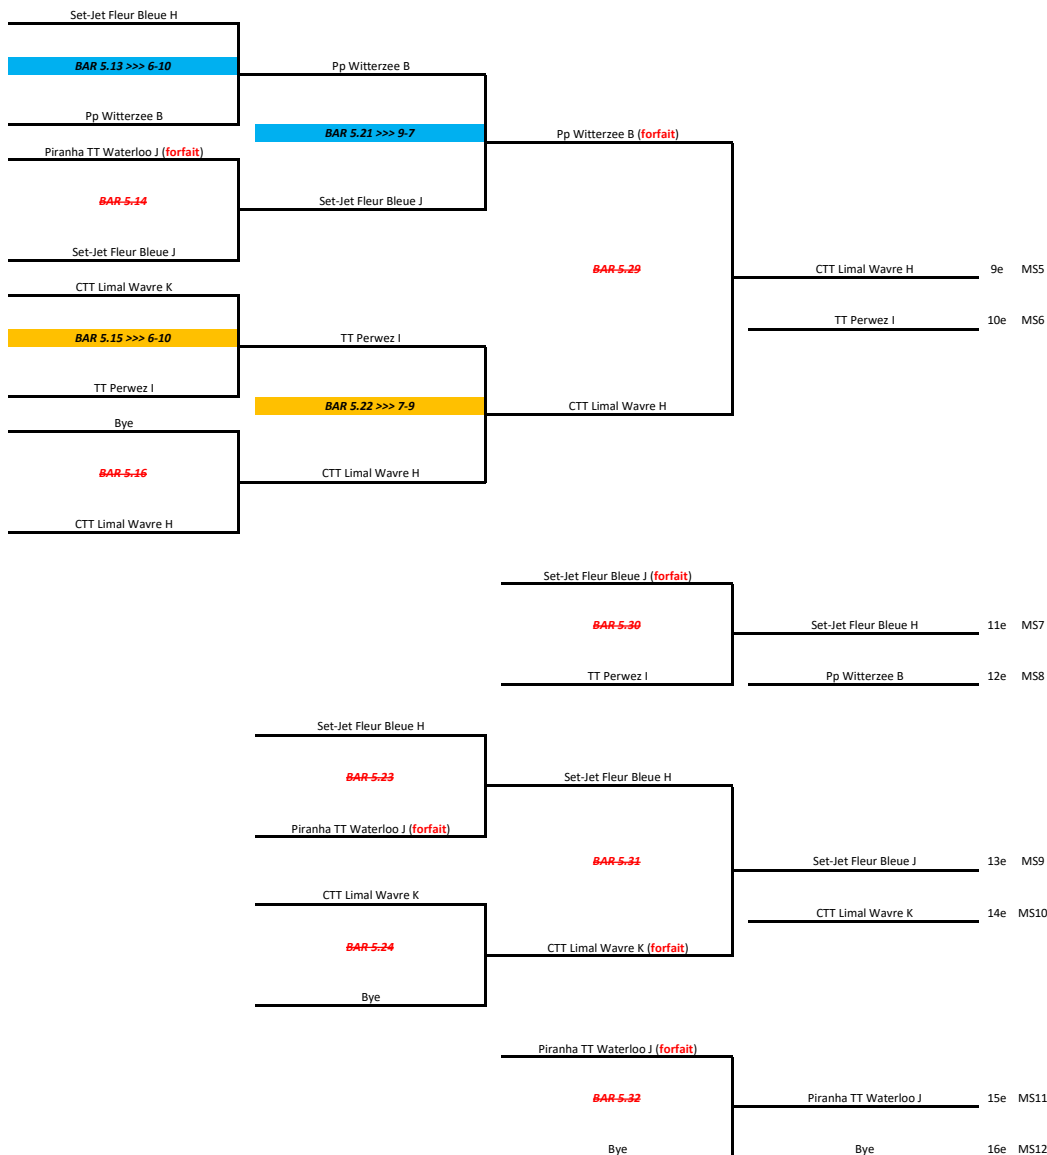 Set-Jet Fleur Bleue H
BAR 5.13 >>> 6-10
Pp Witterzee B
Pp Witterzee B
BAR 5.21 >>> 9-7
Pp Witterzee B (forfait)
Piranha TT Waterloo J (forfait)
BAR 5.14
Set-Jet Fleur Bleue J
Set-Jet Fleur Bleue J
BAR 5.29
CTT Limal Wavre H 9e MS5
CTT Limal Wavre K
TT Perwez I 10e MS6
BAR 5.15 >>> 6-10
TT Perwez I
TT Perwez I
BAR 5.22 >>> 7-9
CTT Limal Wavre H
Bye
BAR 5.16
CTT Limal Wavre H
CTT Limal Wavre H
Set-Jet Fleur Bleue J (forfait)
BAR 5.30
Set-Jet Fleur Bleue H 11e MS7
TT Perwez I
Pp Witterzee B 12e MS8
Set-Jet Fleur Bleue H
BAR 5.23
Set-Jet Fleur Bleue H
Piranha TT Waterloo J (forfait)
BAR 5.31
Set-Jet Fleur Bleue J 13e MS9
CTT Limal Wavre K
CTT Limal Wavre K 14e MS10
BAR 5.24
CTT Limal Wavre K (forfait)
Bye
Piranha TT Waterloo J (forfait)
BAR 5.32
Piranha TT Waterloo J 15e MS11
Bye
Bye 16e MS12